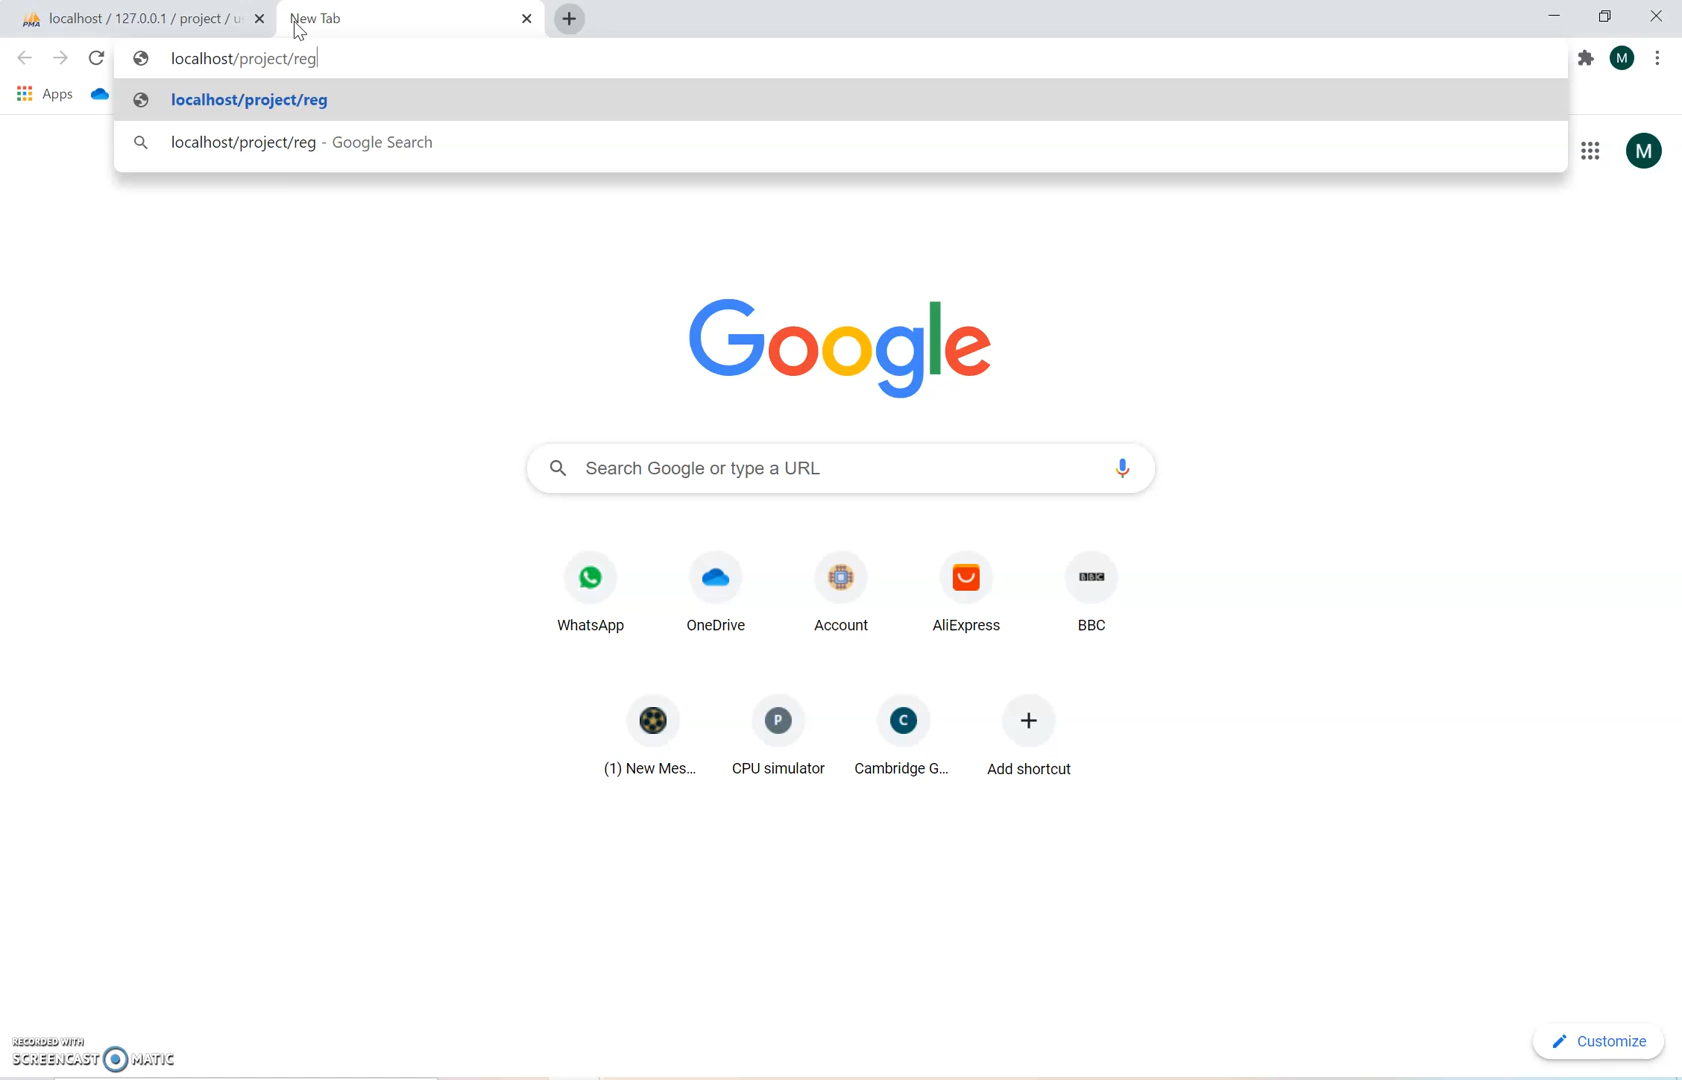 localhost / 127.0.0.1 / project / u
New Tab
localhost/project/reg
M
Apps
localhost/project/reg
localhost/project/reg - Google Search
M
Google
Search Google or type a URL
WhatsApp
OneDrive
Account
AliExpress
BBC
BBC
P
C
(1) New Mes...
CPU simulator
Cambridge G...
Add shortcut
RECORDED WITH
SCREENCAST MATIC
Customize